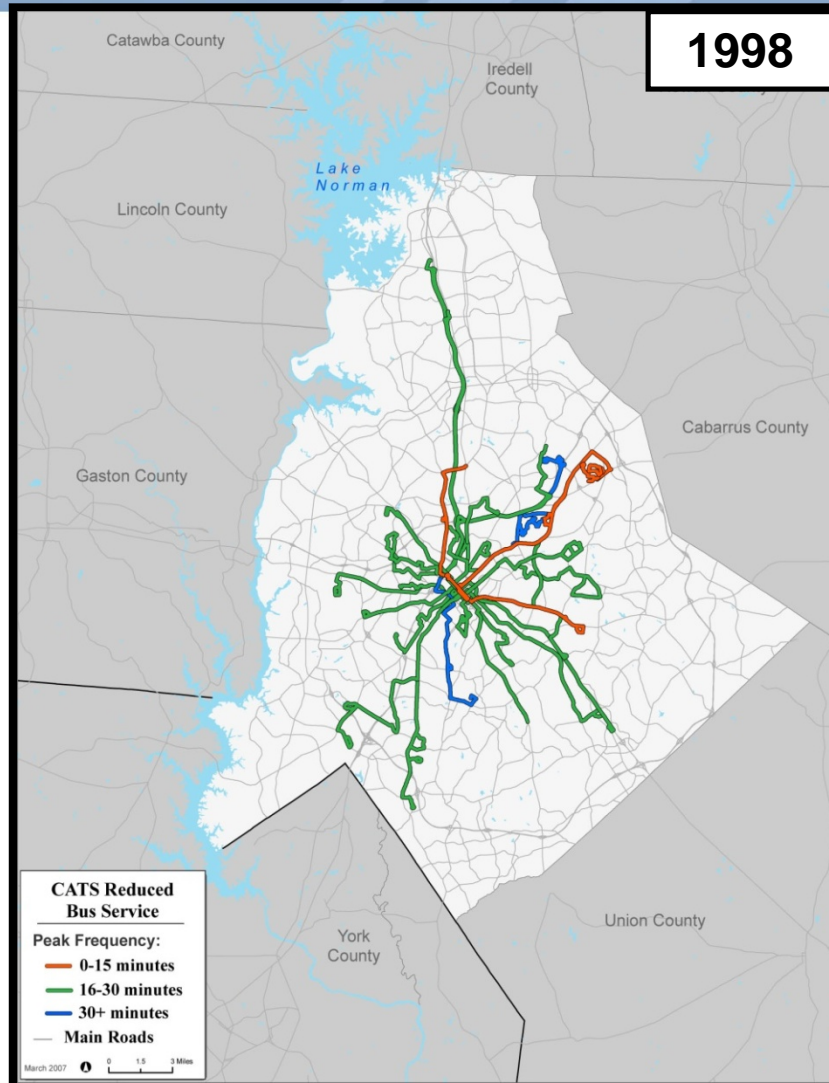 1998
Catawba County
Iredell
County
Lake
Norman
Lincoln County
Cabarrus County
Gaston County
Union County
York
County
CATS Reduced
Bus Service
Peak Frequency:
0-15 minutes
16-30 minutes
30+ minutes
Main Roads
March 2007
0 1.5 3 Miles